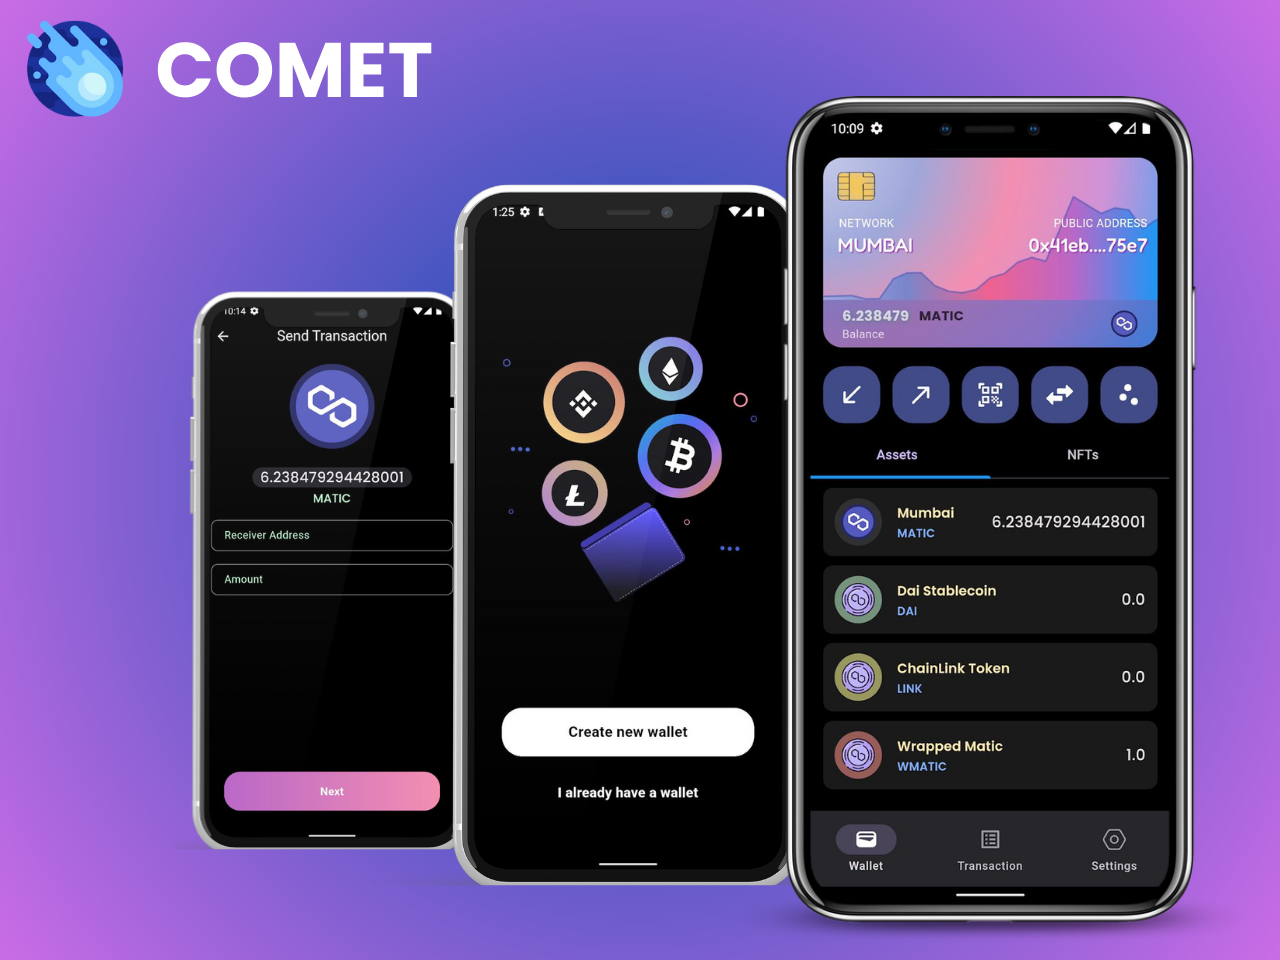 COMET
10:14
Send Transaction
6.238479294428001
MATIC
Receiver Address
Amount
Next
1:25
Create new wallet
I already have a wallet
10:09
NETWORK
PUBLIC ADDRESS
MUMBAI
0x41eb....75e7
6.238479 MATIC
Balance
Assets
NFTs
Mumbai
6.238479294428001
MATIC
Dai Stablecoin
0.0
DAI
ChainLink Token
0.0
LINK
Wrapped Matic
1.0
WMATIC
Wallet
Transaction
Settings